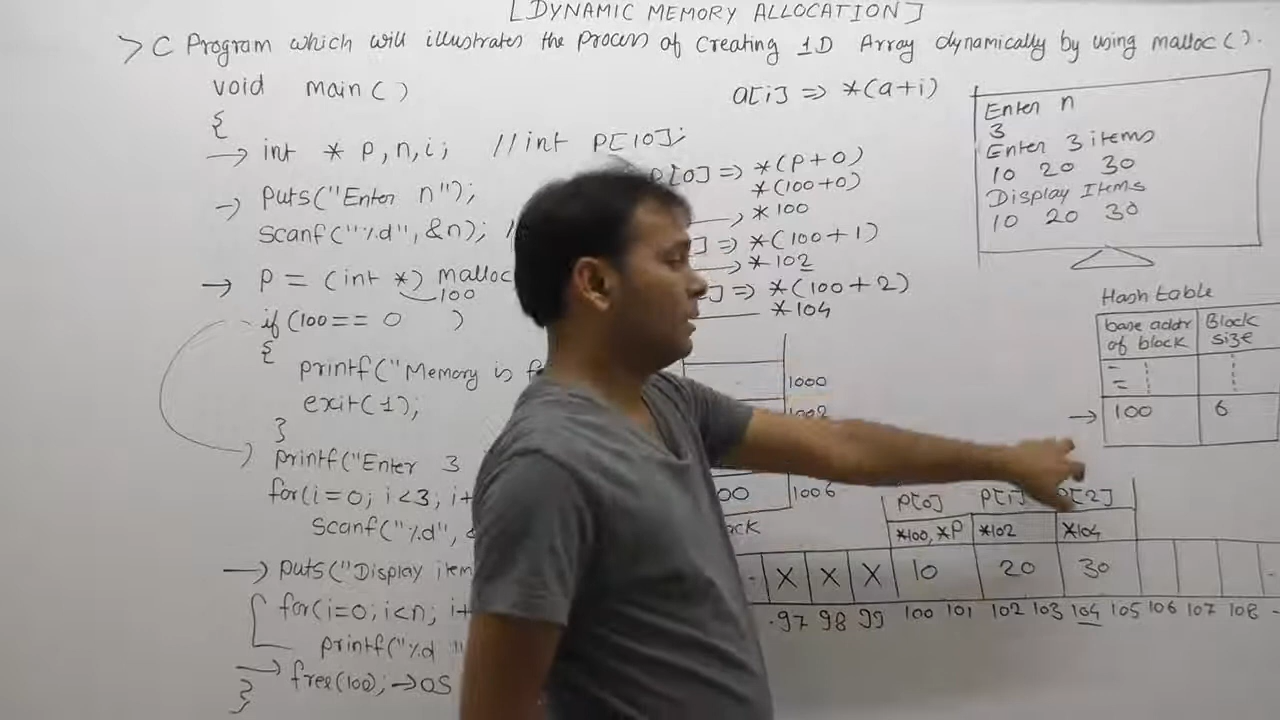 [DYNAMIC MEMORY ALLOCATION]
> C Program which will illustrates the process of creating 1D Array dynamically by using malloc().
void main()
{
int * p,n,i; //int P[10];
puts("Enter n");
scanf("%d",&n); /
p = (int *) malloc
100
if (100== 0 )
{
printf("Memory is f
exit(1);
}
printf("Enter 3
for(i=0; i<3; i+
scanf("%d", &
puts("Display item
for(i=0; i<n; i+
printf("%d "
free(100); → OS
}
a[i] => *(a+i)
P[0] => *(P+0)
*(100+0)
*100
] => *(100+1)
*102
] => *(100+2)
*104
Enter n
3
Enter 3 items
10 20 30
Display Items
10 20 30
Hash table
base addr of block
Block size
100 6
1000
1002
00 1006
ck
P[0] P[1] P[2]
*100, *P *102 *104
X X X 10 20 30
97 98 99 100 101 102 103 104 105 106 107 108